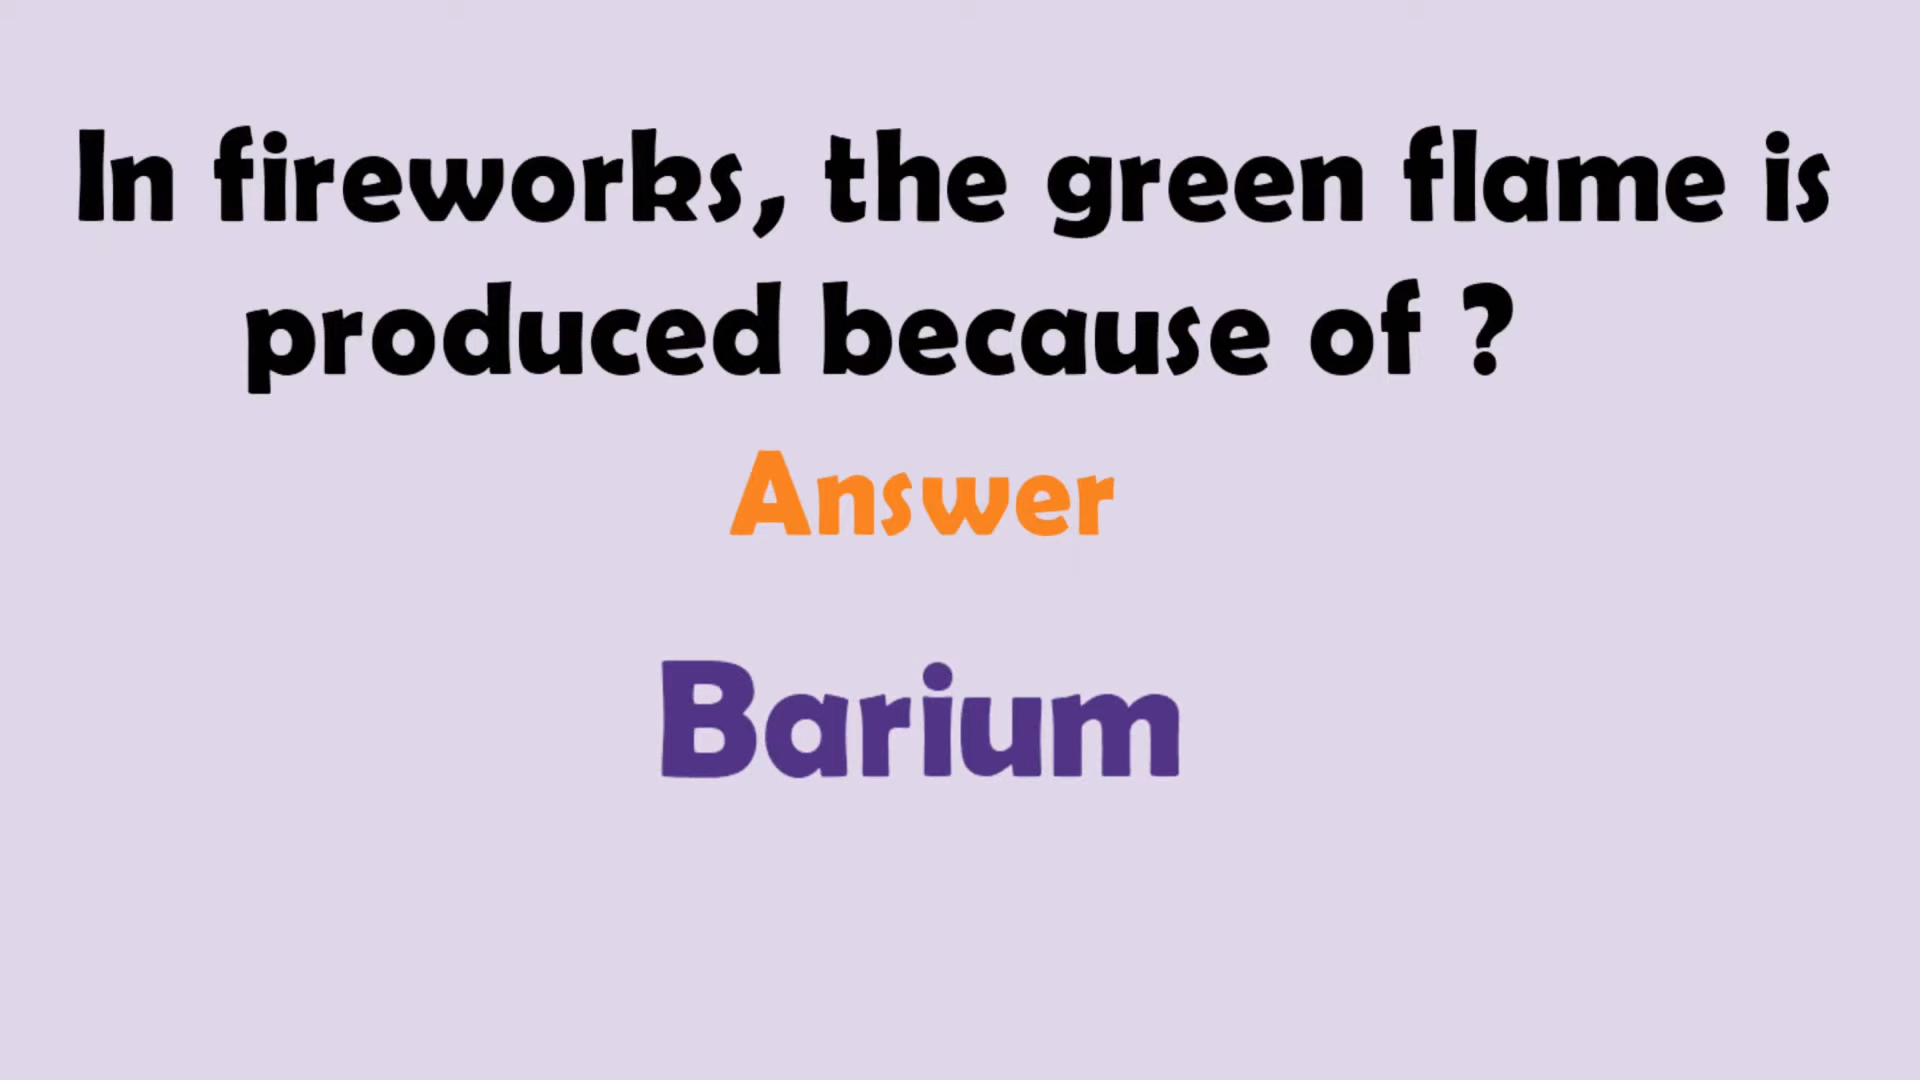 In fireworks, the green flame is
produced because of ?
Answer
Barium